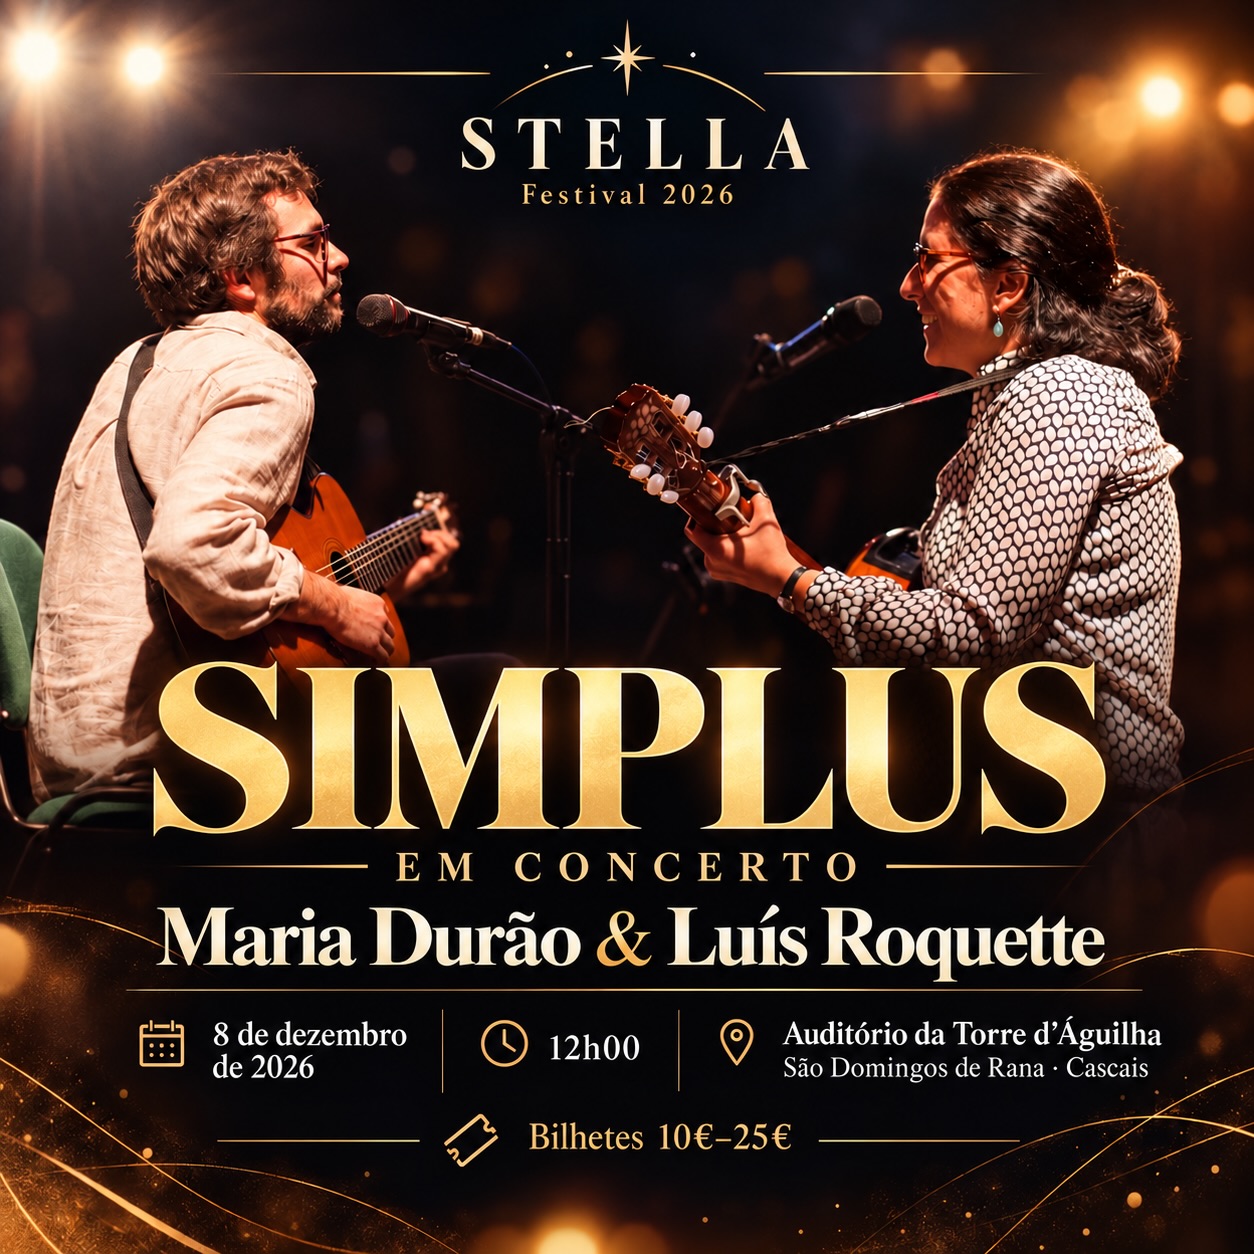 STELLA
Festival 2026
SIMPLUS
EM CONCERTO
Maria Durão & Luís Roquette
8 de dezembro
de 2026
12h00
Auditório da Torre d'Águilha
São Domingos de Rana · Cascais
Bilhetes 10€–25€